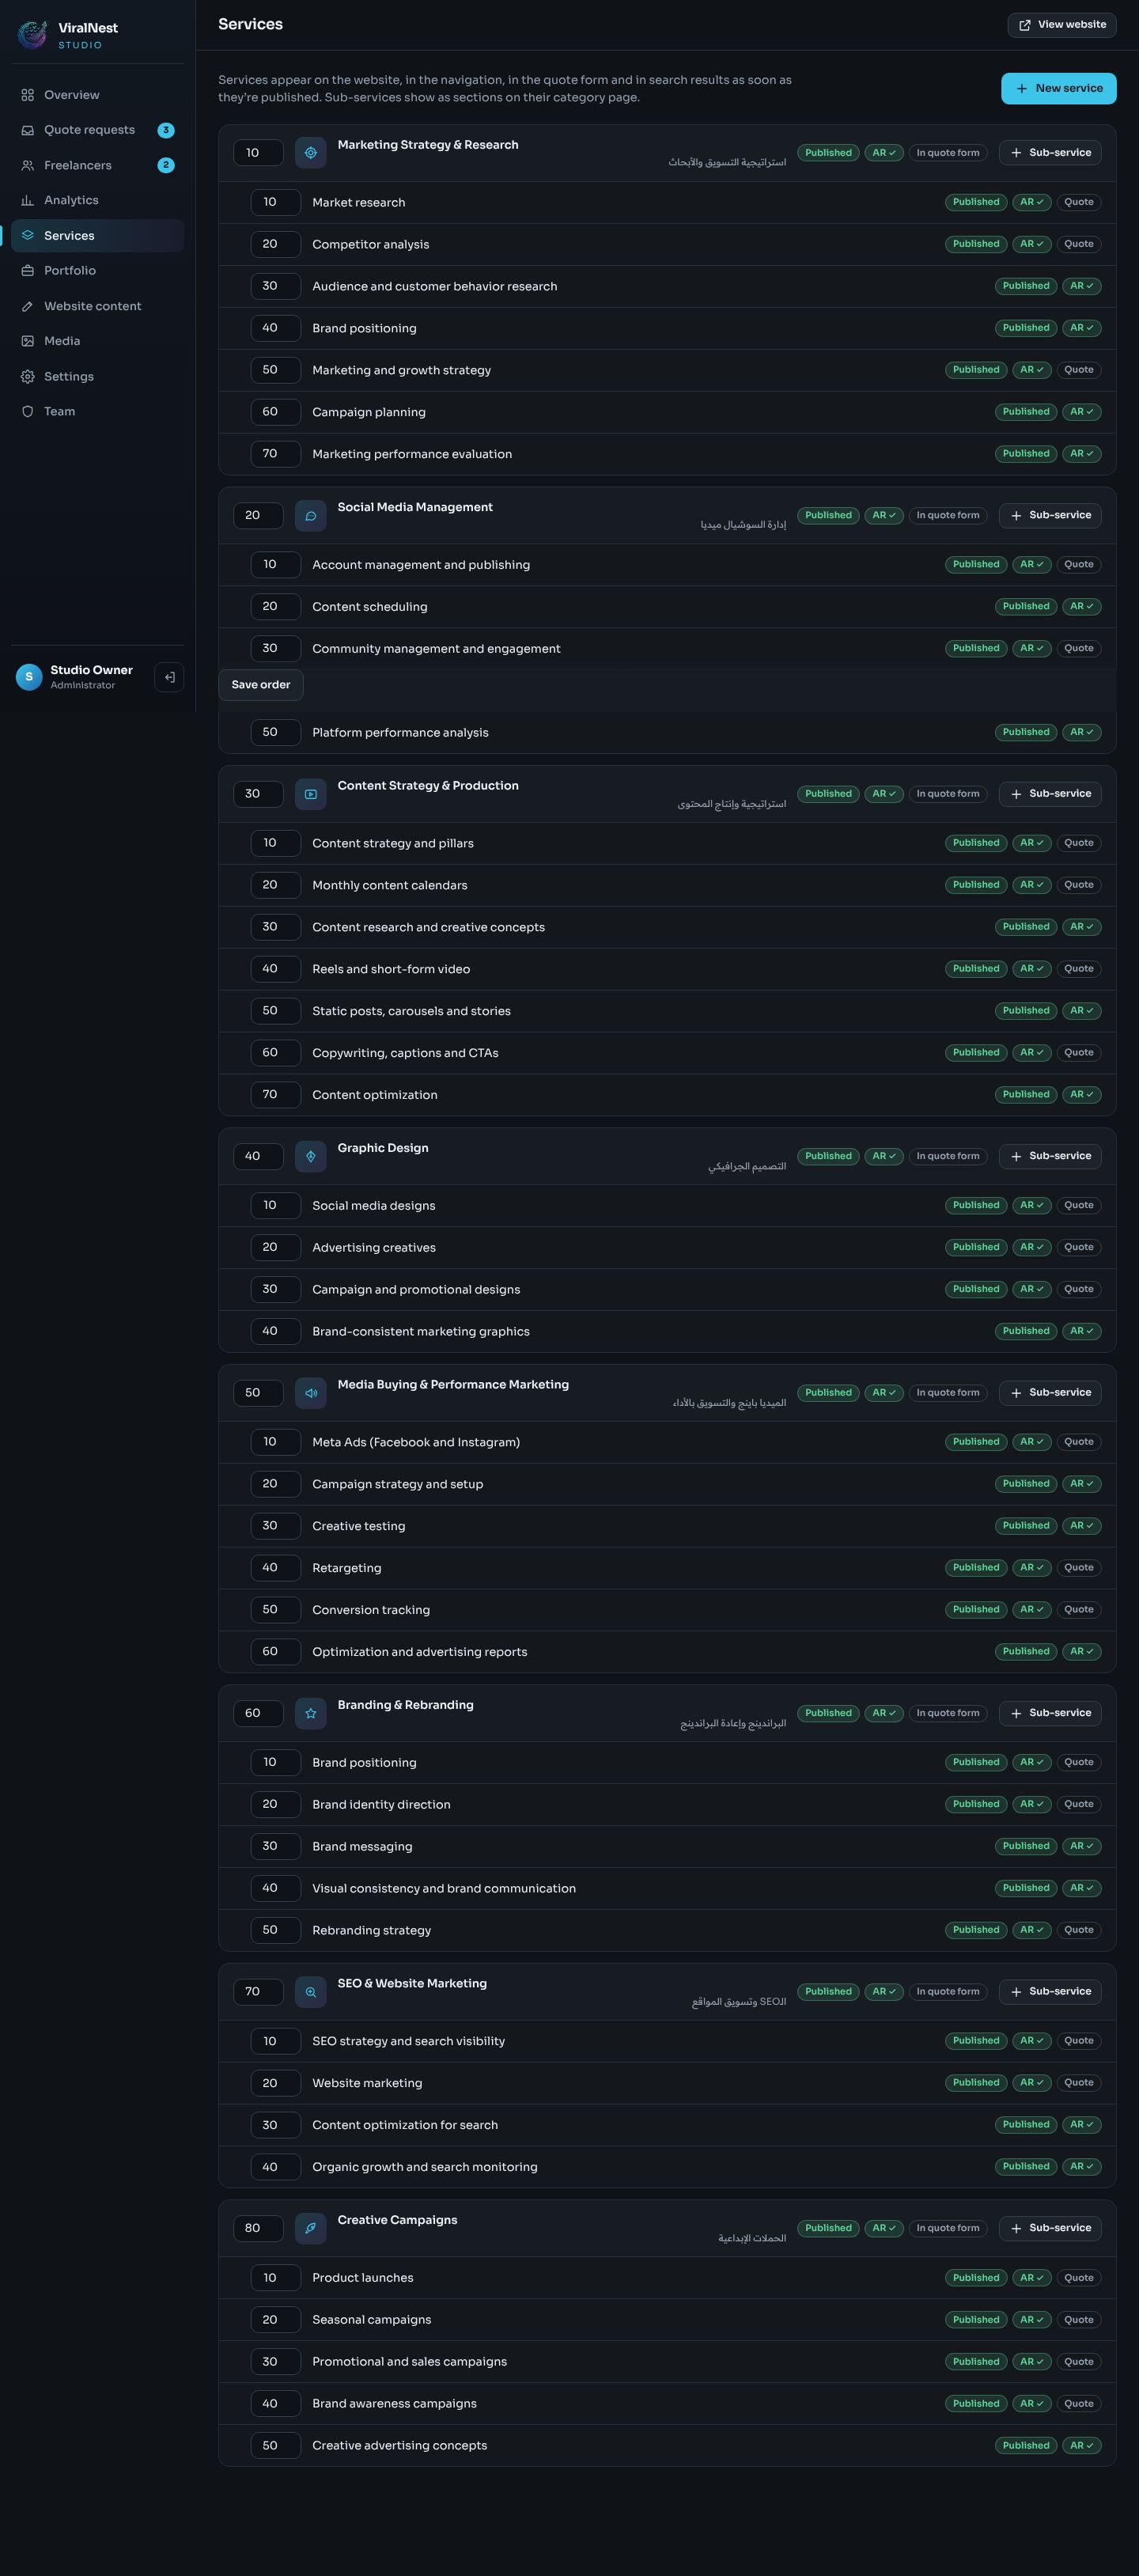 ViralNest
STUDIO
Services
View website
Overview
Quote requests 3
Freelancers 2
Analytics
Services
Portfolio
Website content
Media
Settings
Team
S
Studio Owner
Administrator
Services appear on the website, in the navigation, in the quote form and in search results as soon as
they're published. Sub-services show as sections on their category page.
New service
10 Marketing Strategy & Research
استراتيجية التسويق والأبحاث
Published AR ✓ In quote form Sub-service
10 Market research Published AR ✓ Quote
20 Competitor analysis Published AR ✓ Quote
30 Audience and customer behavior research Published AR ✓
40 Brand positioning Published AR ✓
50 Marketing and growth strategy Published AR ✓ Quote
60 Campaign planning Published AR ✓
70 Marketing performance evaluation Published AR ✓
20 Social Media Management
إدارة السوشيال ميديا
Published AR ✓ In quote form Sub-service
10 Account management and publishing Published AR ✓ Quote
20 Content scheduling Published AR ✓
30 Community management and engagement Published AR ✓ Quote
Save order
50 Platform performance analysis Published AR ✓
30 Content Strategy & Production
استراتيجية وإنتاج المحتوى
Published AR ✓ In quote form Sub-service
10 Content strategy and pillars Published AR ✓ Quote
20 Monthly content calendars Published AR ✓ Quote
30 Content research and creative concepts Published AR ✓
40 Reels and short-form video Published AR ✓ Quote
50 Static posts, carousels and stories Published AR ✓
60 Copywriting, captions and CTAs Published AR ✓ Quote
70 Content optimization Published AR ✓
40 Graphic Design
التصميم الجرافيكي
Published AR ✓ In quote form Sub-service
10 Social media designs Published AR ✓ Quote
20 Advertising creatives Published AR ✓ Quote
30 Campaign and promotional designs Published AR ✓ Quote
40 Brand-consistent marketing graphics Published AR ✓
50 Media Buying & Performance Marketing
الميديا باينج والتسويق بالأداء
Published AR ✓ In quote form Sub-service
10 Meta Ads (Facebook and Instagram) Published AR ✓ Quote
20 Campaign strategy and setup Published AR ✓
30 Creative testing Published AR ✓
40 Retargeting Published AR ✓ Quote
50 Conversion tracking Published AR ✓ Quote
60 Optimization and advertising reports Published AR ✓
60 Branding & Rebranding
البراندينج وإعادة البراندينج
Published AR ✓ In quote form Sub-service
10 Brand positioning Published AR ✓ Quote
20 Brand identity direction Published AR ✓ Quote
30 Brand messaging Published AR ✓
40 Visual consistency and brand communication Published AR ✓
50 Rebranding strategy Published AR ✓ Quote
70 SEO & Website Marketing
الـSEO وتسويق المواقع
Published AR ✓ In quote form Sub-service
10 SEO strategy and search visibility Published AR ✓ Quote
20 Website marketing Published AR ✓ Quote
30 Content optimization for search Published AR ✓
40 Organic growth and search monitoring Published AR ✓
80 Creative Campaigns
الحملات الإبداعية
Published AR ✓ In quote form Sub-service
10 Product launches Published AR ✓ Quote
20 Seasonal campaigns Published AR ✓ Quote
30 Promotional and sales campaigns Published AR ✓ Quote
40 Brand awareness campaigns Published AR ✓ Quote
50 Creative advertising concepts Published AR ✓